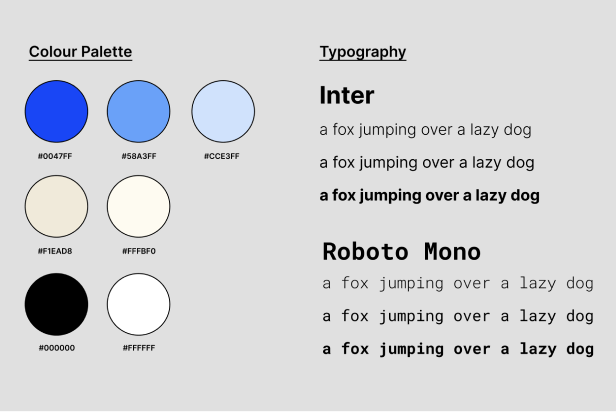 Colour Palette
#0047FF
#58A3FF
#CCE3FF
#F1EAD8
#FFFBF0
#000000
#FFFFFF
Typography
Inter
a fox jumping over a lazy dog
a fox jumping over a lazy dog
a fox jumping over a lazy dog
Roboto Mono
a fox jumping over a lazy dog
a fox jumping over a lazy dog
a fox jumping over a lazy dog